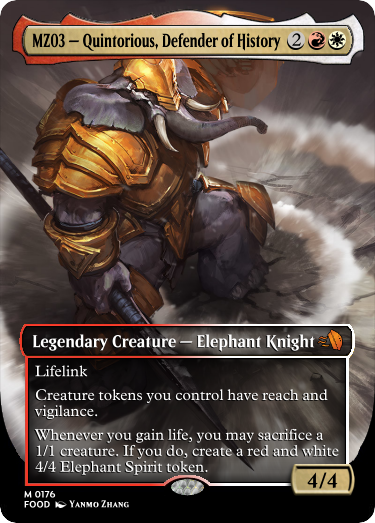 MZ03 — Quintorious, Defender of History 2
Legendary Creature — Elephant Knight
Lifelink
Creature tokens you control have reach and
vigilance.
Whenever you gain life, you may sacrifice a
1/1 creature. If you do, create a red and white
4/4 Elephant Spirit token.
4/4
M 0176
FOOD Yanmo Zhang